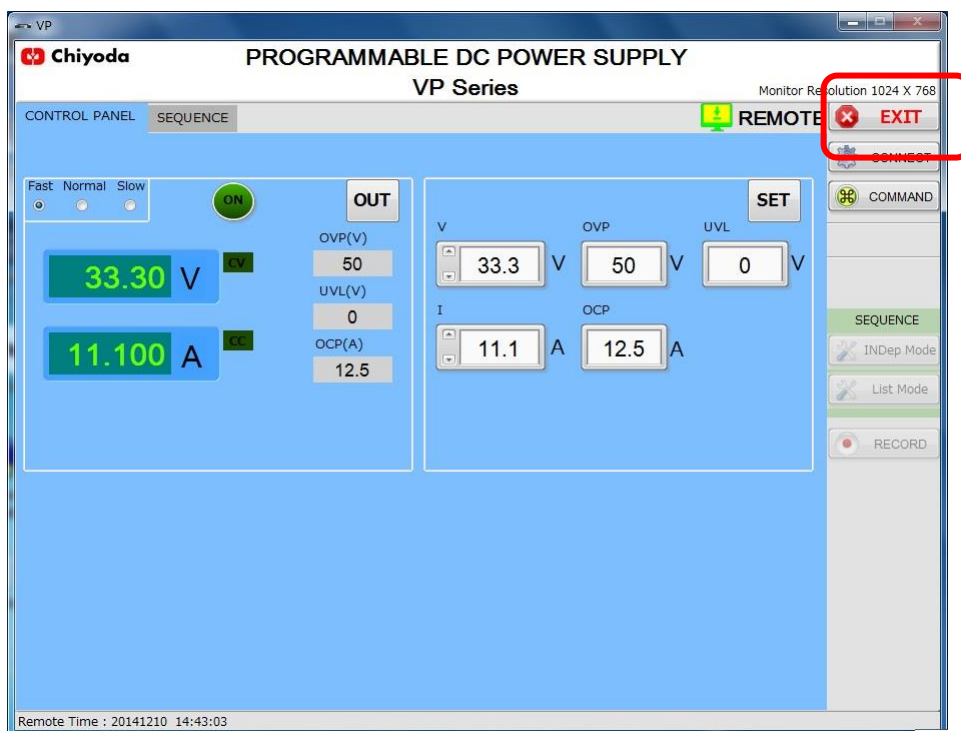 VP
Chiyoda
PROGRAMMABLE DC POWER SUPPLY
VP Series
Monitor Resolution 1024 X 768
CONTROL PANEL
SEQUENCE
REMOTE
EXIT
CONNECT
COMMAND
Fast Normal Slow
ON
OUT
33.30 V
CV
11.100 A
CC
OVP(V)
50
UVL(V)
0
OCP(A)
12.5
SET
V
33.3 V
OVP
50 V
UVL
0 V
I
11.1 A
OCP
12.5 A
SEQUENCE
INDep Mode
List Mode
RECORD
Remote Time : 20141210 14:43:03